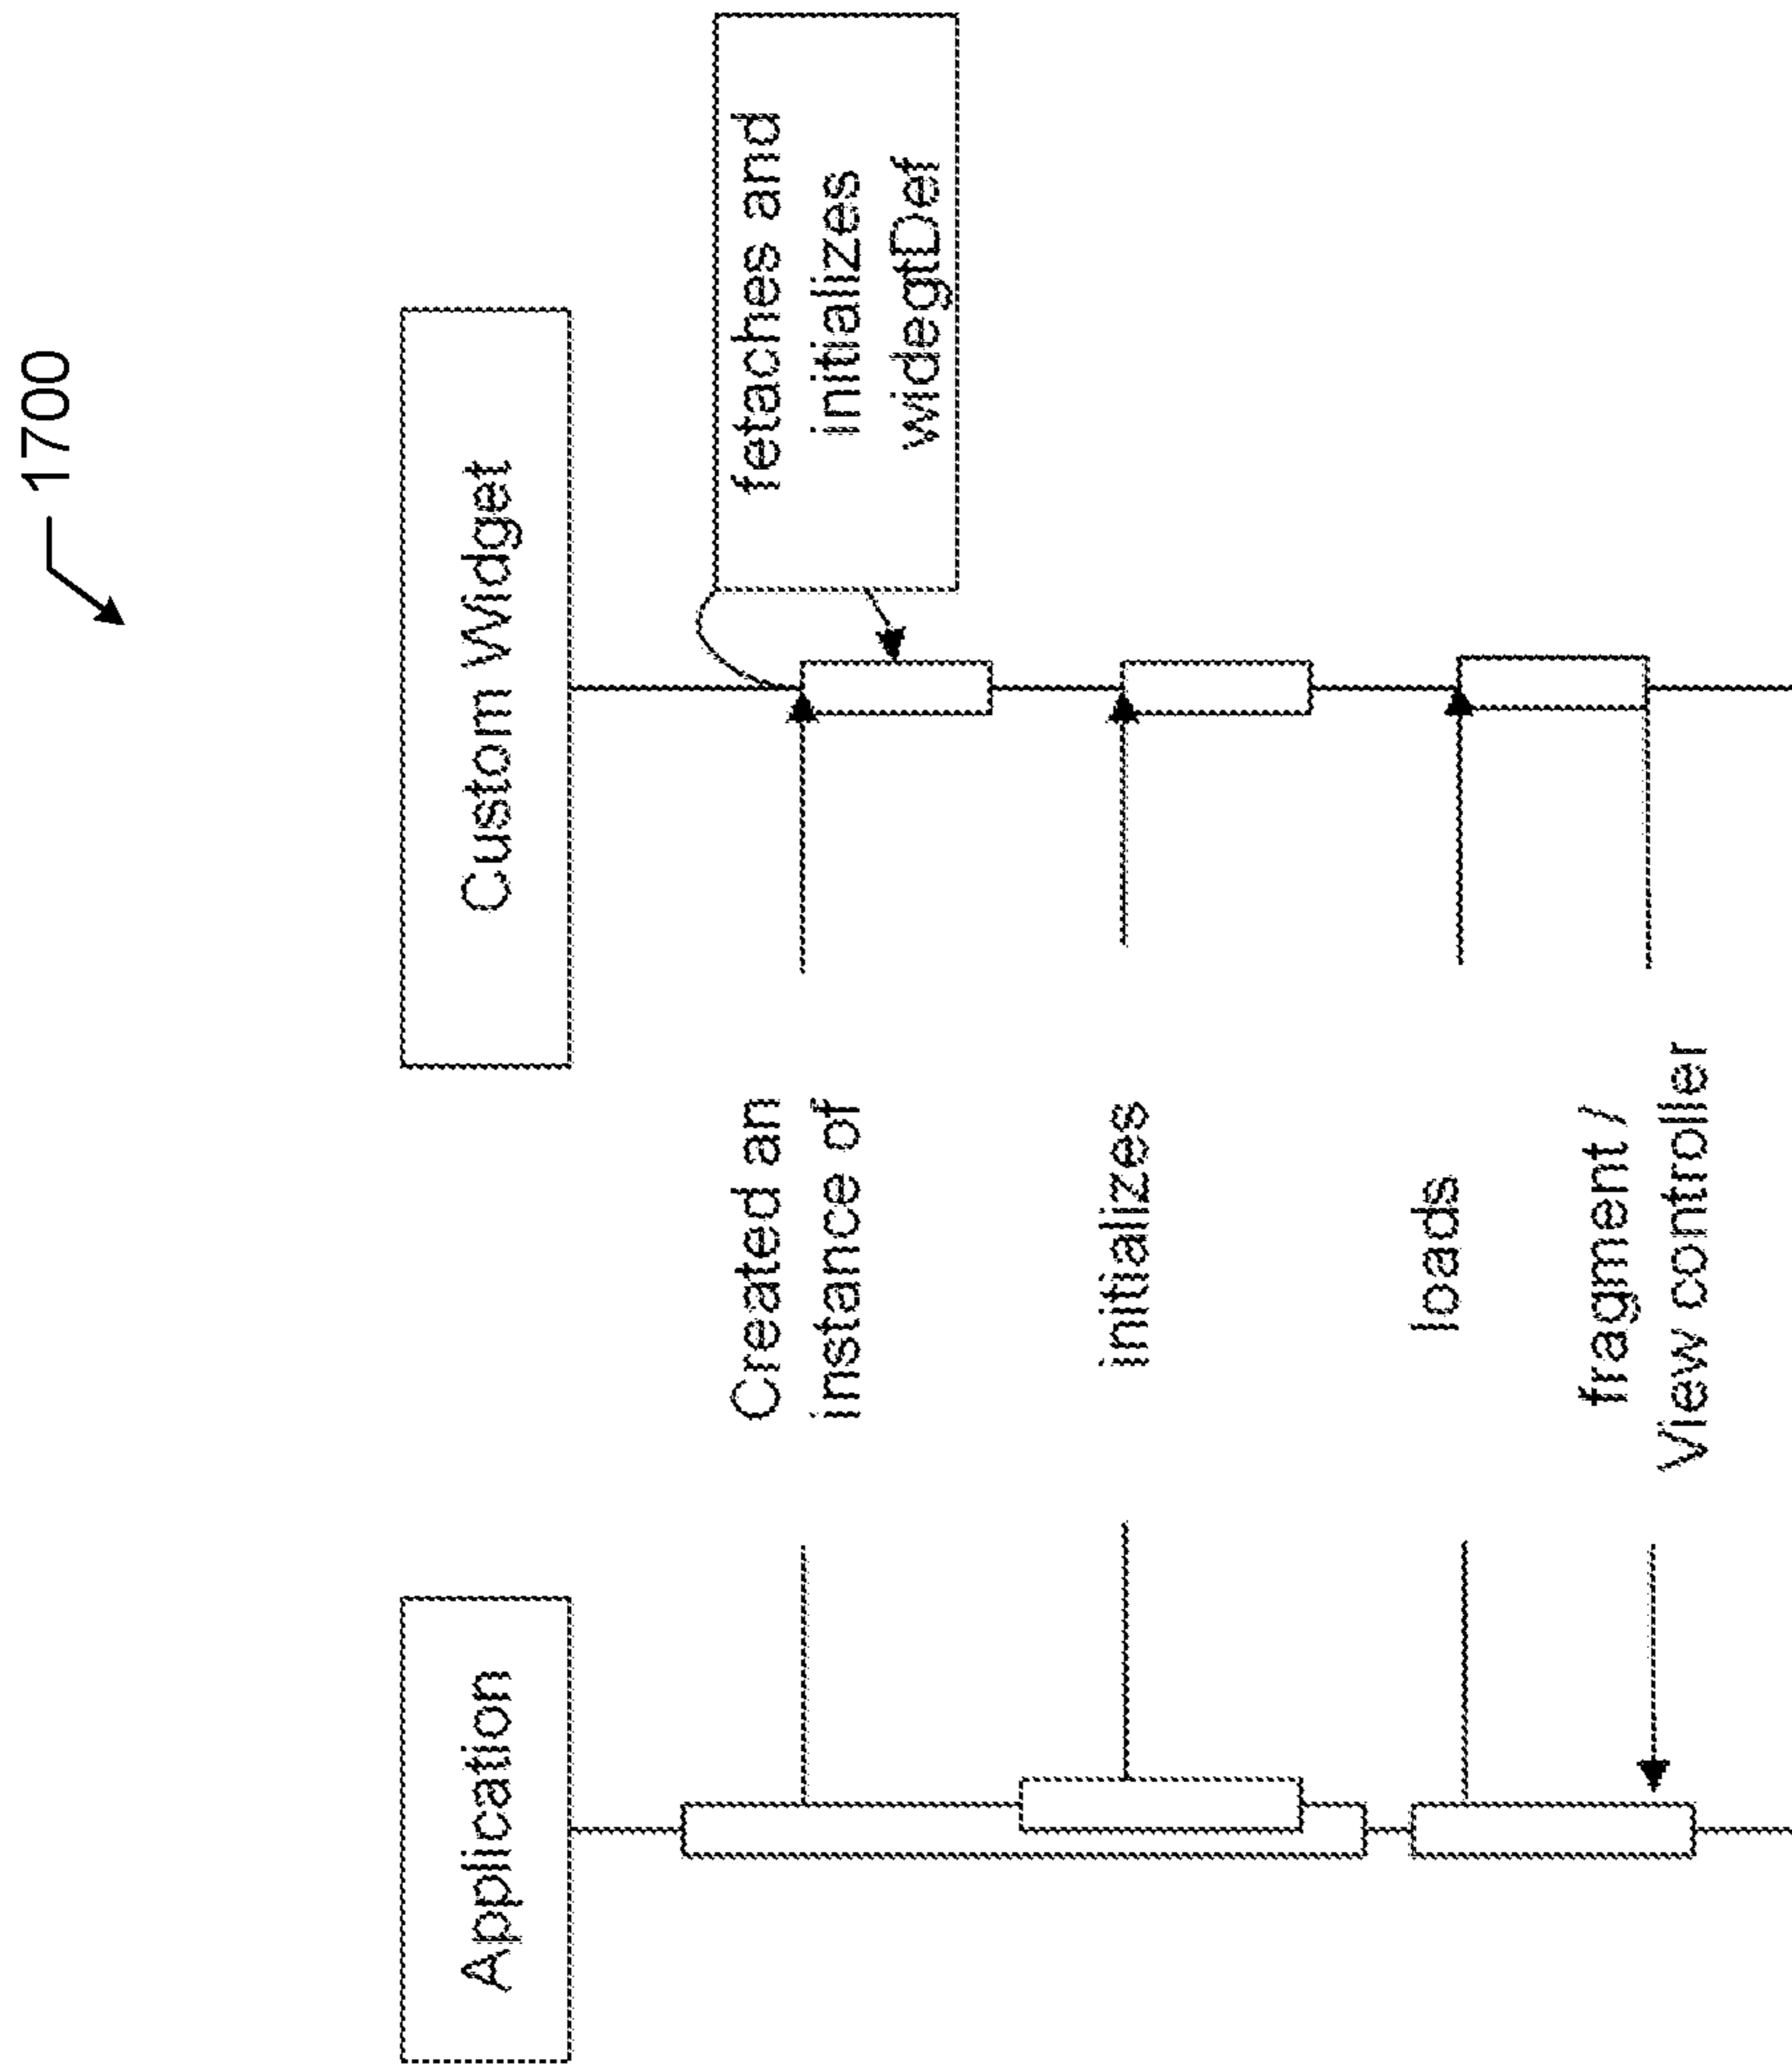 1700
Application
Custom Widget
Created an
instance of
fetaches and
initializes
widegtDef
initializes
loads
fragment /
View controller